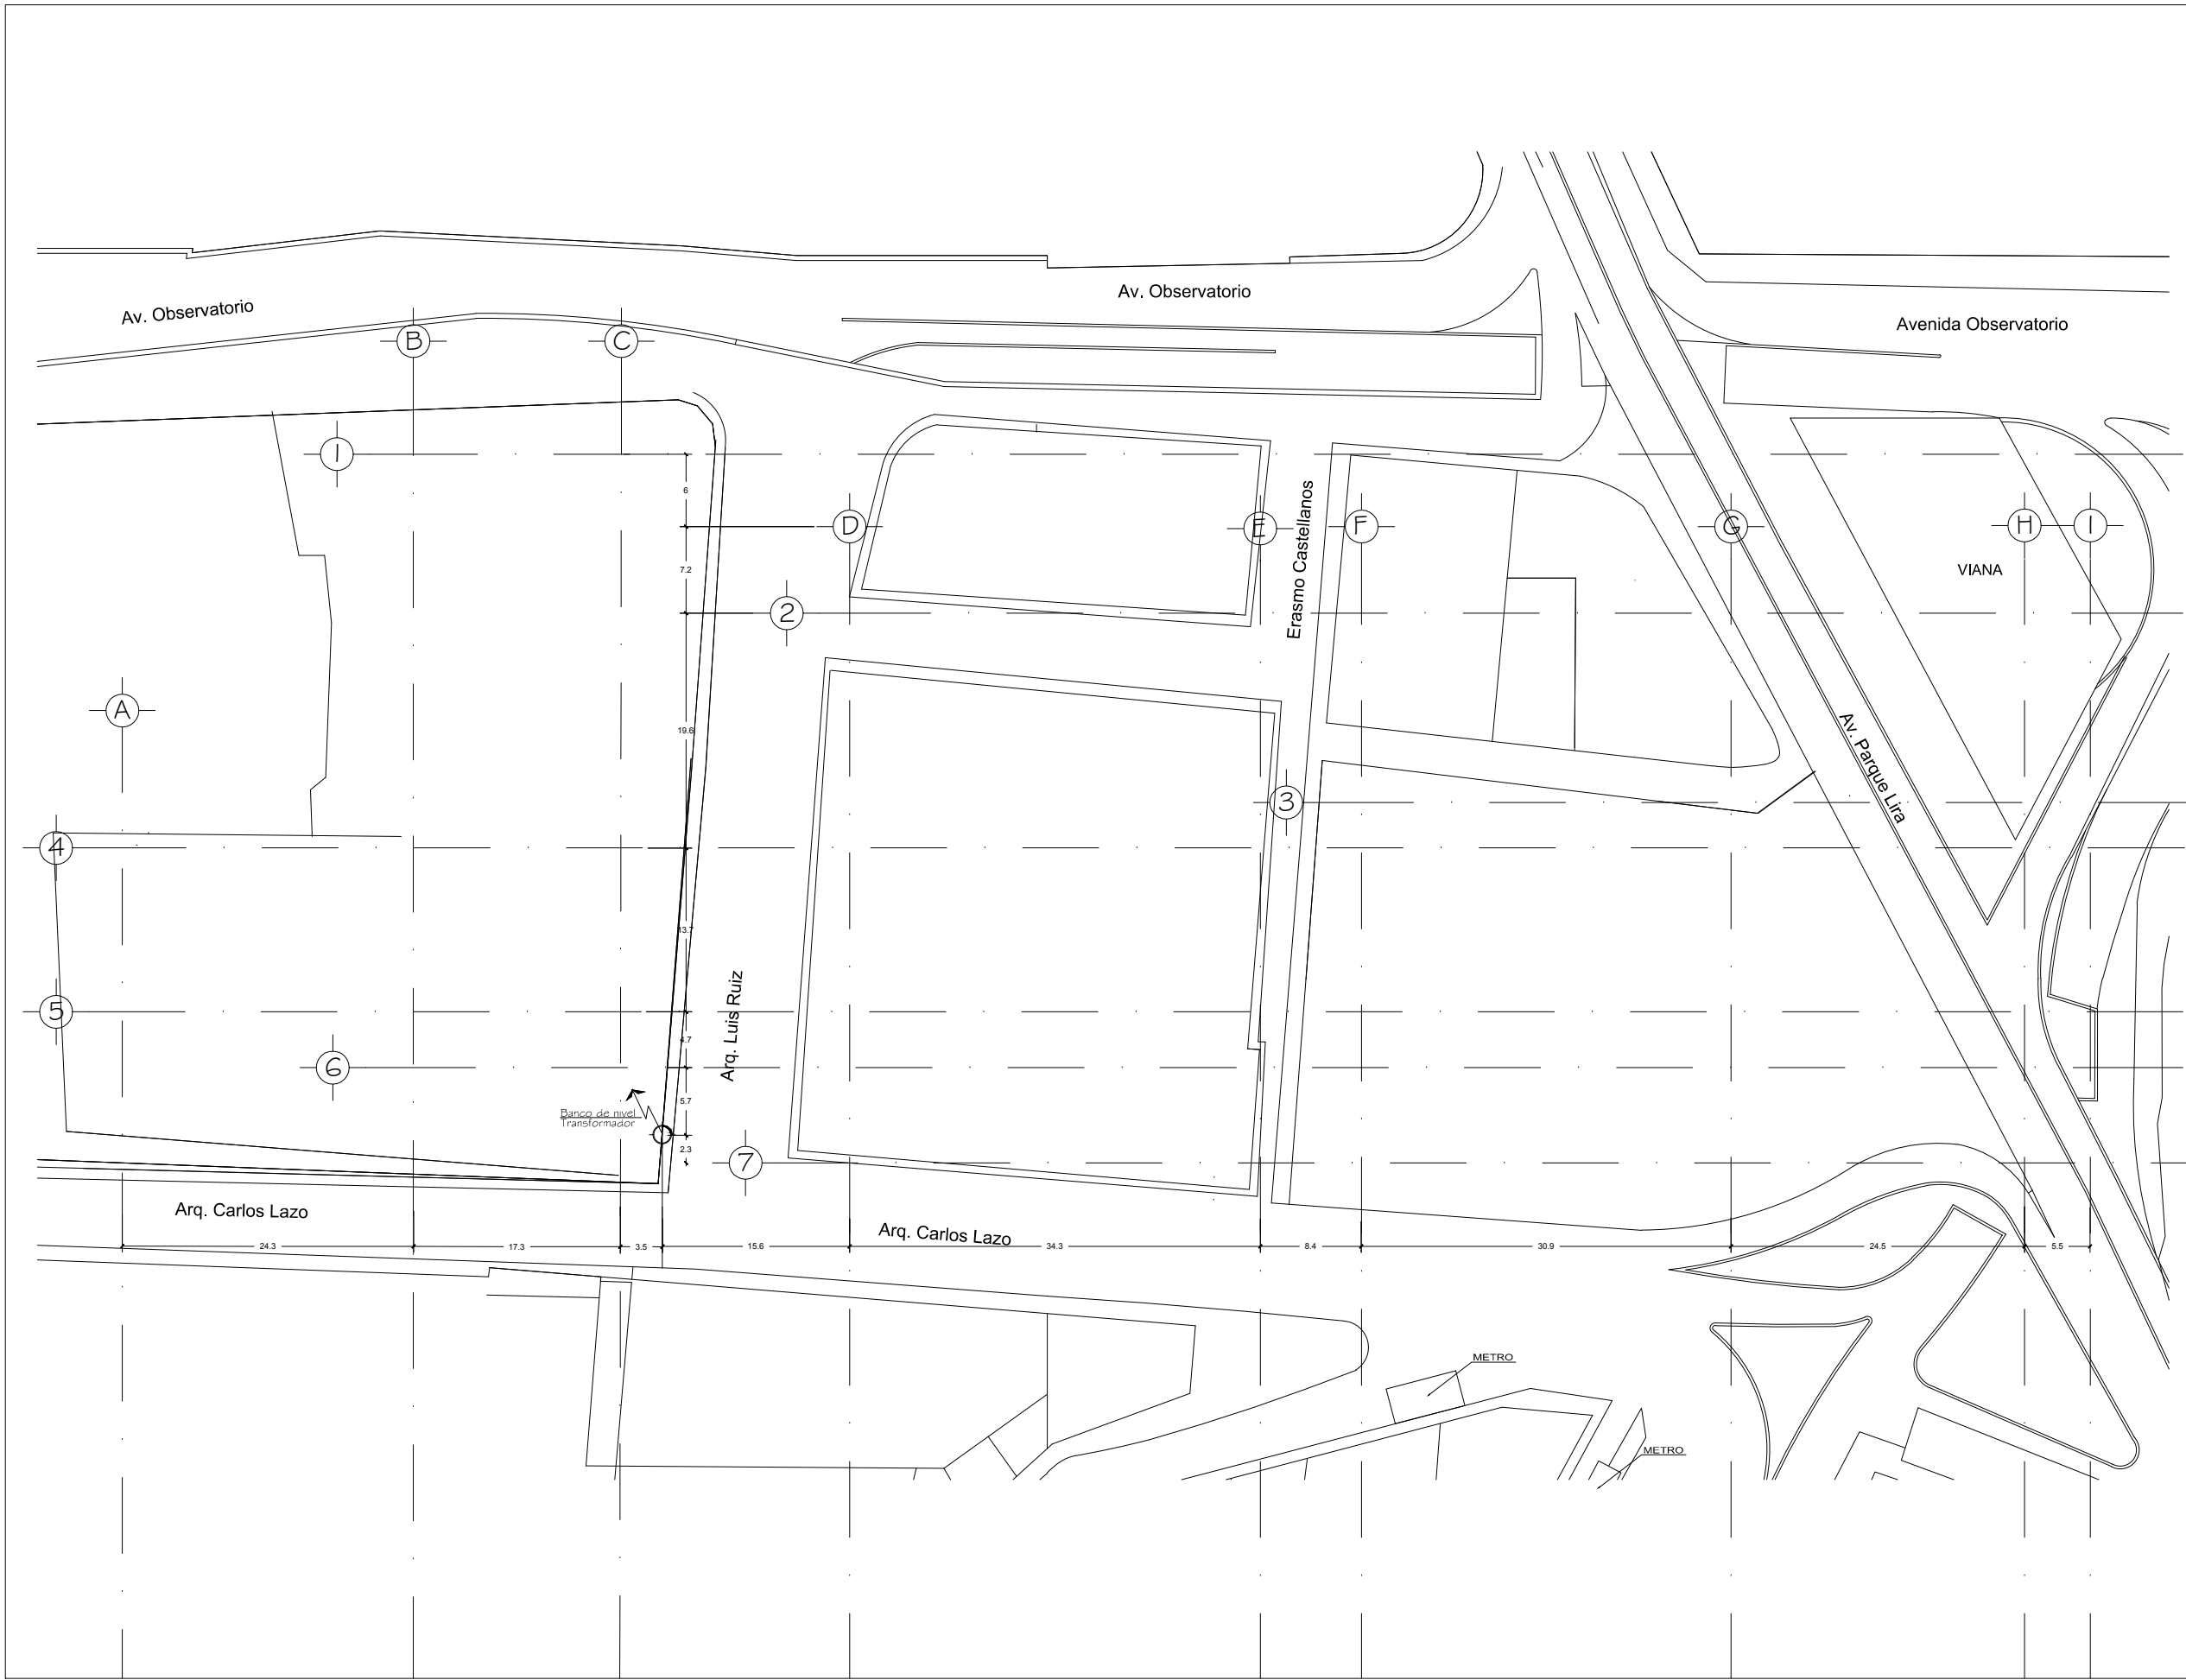 Av. Observatorio
Av. Observatorio
Avenida Observatorio
B
C
1
6
D
E
F
G
H
I
7.2
VIANA
Erasmo Castellanos
2
A
19.6
Av. Parque Lira
3
4
13.7
5
Arq. Luis Ruiz
4.7
6
5.7
Banco de nivel
Transformador
2.3
7
Arq. Carlos Lazo
Arq. Carlos Lazo
24.3
17.3
3.5
15.6
34.3
8.4
30.9
24.5
5.5
METRO
METRO